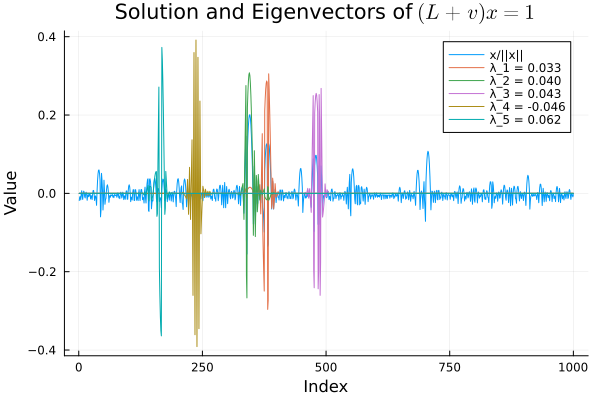 Solution and Eigenvectors of (L + v)x = 1
0.4
0.2
0.0
−0.2
−0.4
Value
x/||x||
λ_1 = 0.033
λ_2 = 0.040
λ_3 = 0.043
λ_4 = -0.046
λ_5 = 0.062
0 250 500 750 1000
Index